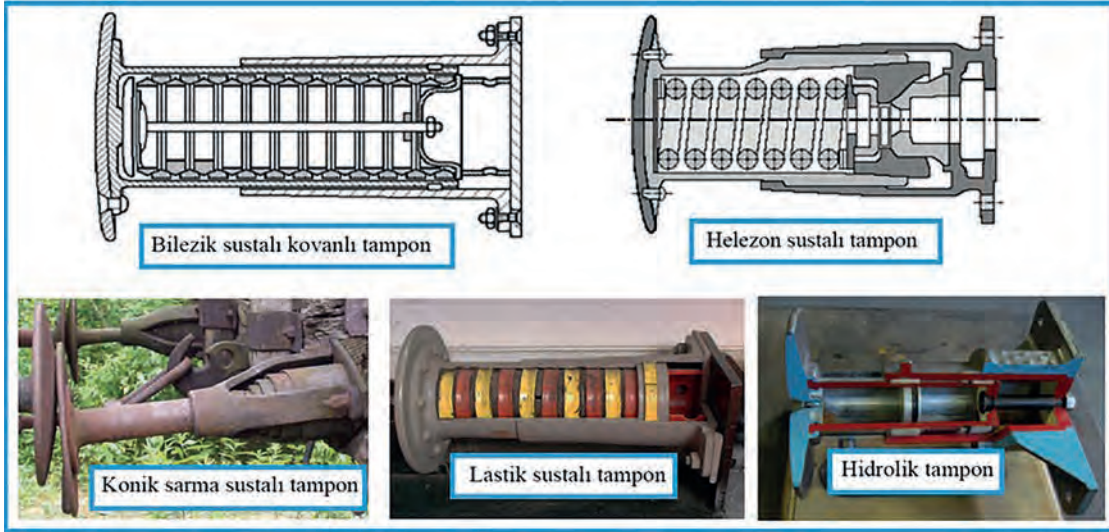 Bilezik sustalı kovanlı tampon
Helezon sustalı tampon
Konik sarma sustalı tampon
Lastik sustalı tampon
Hidrolik tampon